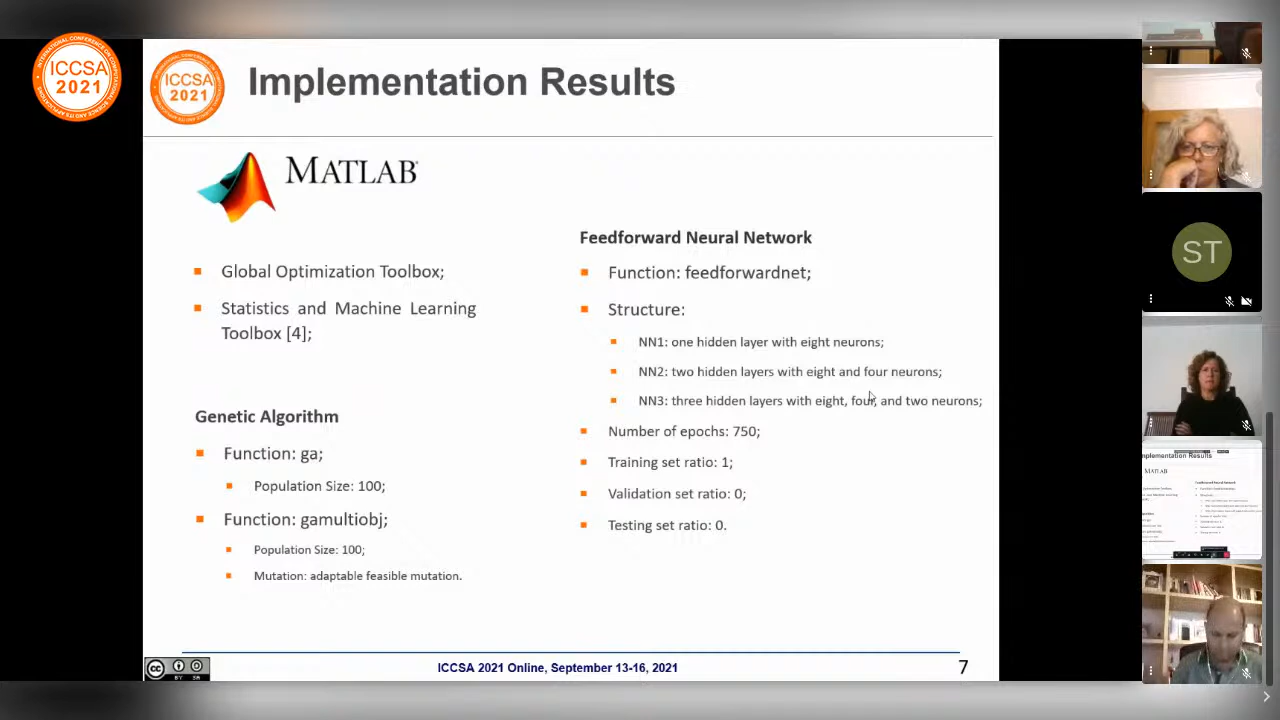 ICCSA
2021
ICCSA
2021
Implementation Results
MATLAB
Global Optimization Toolbox;
Statistics and Machine Learning
Toolbox [4];
Genetic Algorithm
Function: ga;
Population Size: 100;
Function: gamultiobj;
Population Size: 100;
Mutation: adaptable feasible mutation.
Feedforward Neural Network
Function: feedforwardnet;
Structure:
NN1: one hidden layer with eight neurons;
NN2: two hidden layers with eight and four neurons;
NN3: three hidden layers with eight, four, and two neurons;
Number of epochs: 750;
Training set ratio: 1;
Validation set ratio: 0;
Testing set ratio: 0.
ICCSA 2021 Online, September 13-16, 2021
7
cc
BY
ST
mplementation Results